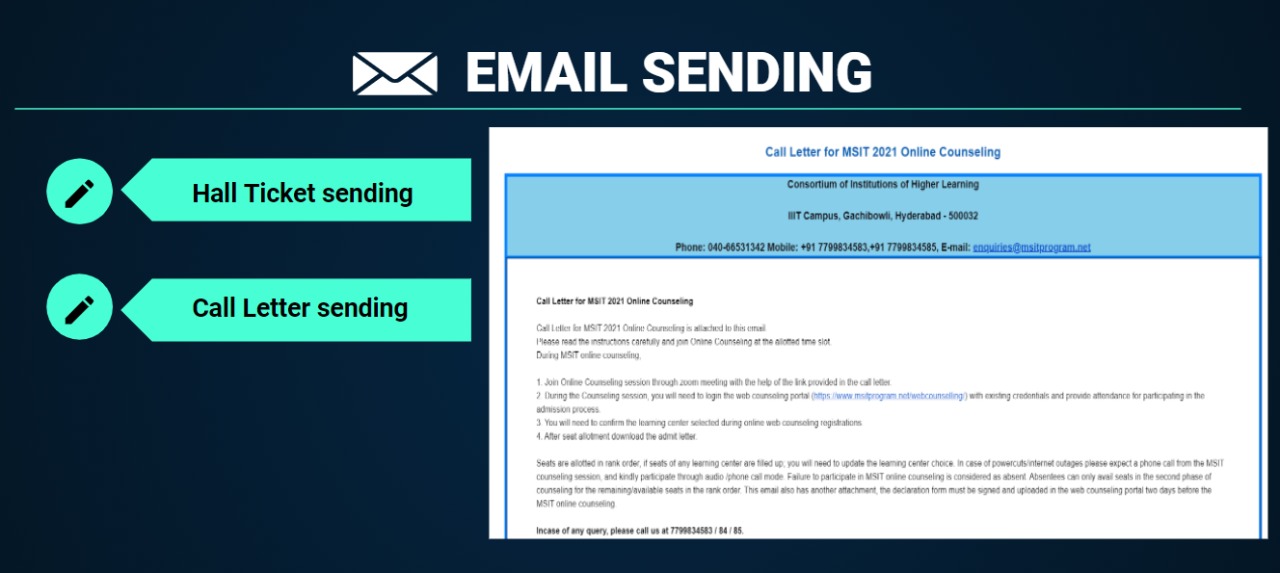 EMAIL SENDING
Hall Ticket sending
Call Letter sending
Call Letter for MSIT 2021 Online Counseling
Consortium of Institutions of Higher Learning
IIIT Campus, Gachibowli, Hyderabad - 500032
Phone: 040-66531342 Mobile: +91 7799834583,+91 7799834585, E-mail: enquiries@msitprogram.net
Call Letter for MSIT 2021 Online Counseling
Call Letter for MSIT 2021 Online Counseling is attached to this email.
Please read the instructions carefully and join Online Counseling at the allotted time slot.
During MSIT online counseling,
1. Join Online Counseling session through zoom meeting with the help of the link provided in the call letter.
2. During the Counseling session, you will need to login the web counseling portal (https://www.msitprogram.net/webcounselling/) with existing credentials and provide attendance for participating in the
admission process.
3. You will need to confirm the learning center selected during online web counseling registrations
4. After seat allotment download the admit letter.
Seats are allotted in rank order, if seats of any learning center are filled up; you will need to update the learning center choice. In case of powercuts/internet outages please expect a phone call from the MSIT
counseling session, and kindly participate through audio /phone call mode. Failure to participate in MSIT online counseling is considered as absent. Absentees can only avail seats in the second phase of
counseling for the remaining/available seats in the rank order. This email also has another attachment, the declaration form must be signed and uploaded in the web counseling portal two days before the
MSIT online counseling.
Incase of any query, please call us at 7799834583 / 84 / 85.